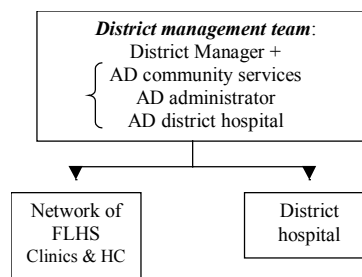 District management team:
District Manager +
AD community services
AD administrator
AD district hospital
Network of
FLHS
Clinics & HC
District
hospital